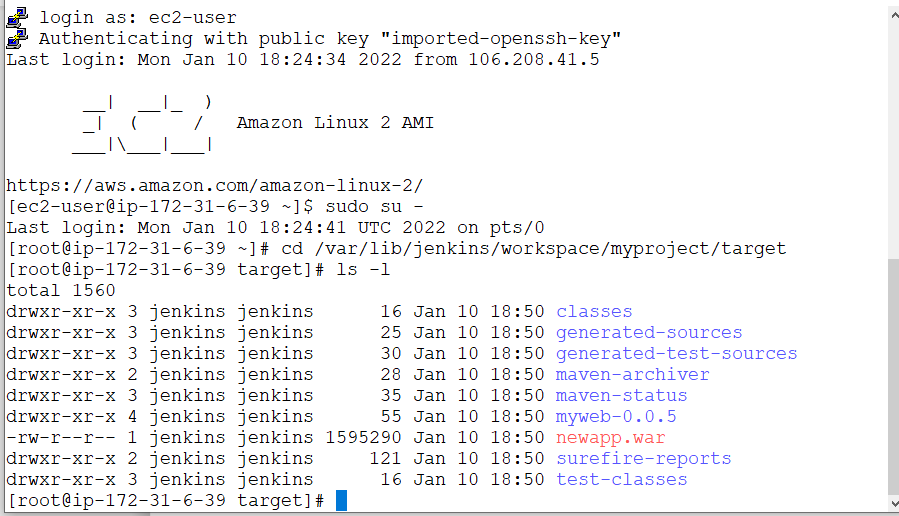 login as: ec2-user
Authenticating with public key "imported-openssh-key"
Last login: Mon Jan 10 18:24:34 2022 from 106.208.41.5
       __|  __|_  )
       _|  (     /   Amazon Linux 2 AMI
      ___|\___|___|
https://aws.amazon.com/amazon-linux-2/
[ec2-user@ip-172-31-6-39 ~]$ sudo su -
Last login: Mon Jan 10 18:24:41 UTC 2022 on pts/0
[root@ip-172-31-6-39 ~]# cd /var/lib/jenkins/workspace/myproject/target
[root@ip-172-31-6-39 target]# ls -l
total 1560
drwxr-xr-x 3 jenkins jenkins      16 Jan 10 18:50 classes
drwxr-xr-x 3 jenkins jenkins      25 Jan 10 18:50 generated-sources
drwxr-xr-x 3 jenkins jenkins      30 Jan 10 18:50 generated-test-sources
drwxr-xr-x 2 jenkins jenkins      28 Jan 10 18:50 maven-archiver
drwxr-xr-x 3 jenkins jenkins      35 Jan 10 18:50 maven-status
drwxr-xr-x 4 jenkins jenkins      55 Jan 10 18:50 myweb-0.0.5
-rw-r--r-- 1 jenkins jenkins 1595290 Jan 10 18:50 newapp.war
drwxr-xr-x 2 jenkins jenkins     121 Jan 10 18:50 surefire-reports
drwxr-xr-x 3 jenkins jenkins      16 Jan 10 18:50 test-classes
[root@ip-172-31-6-39 target]#